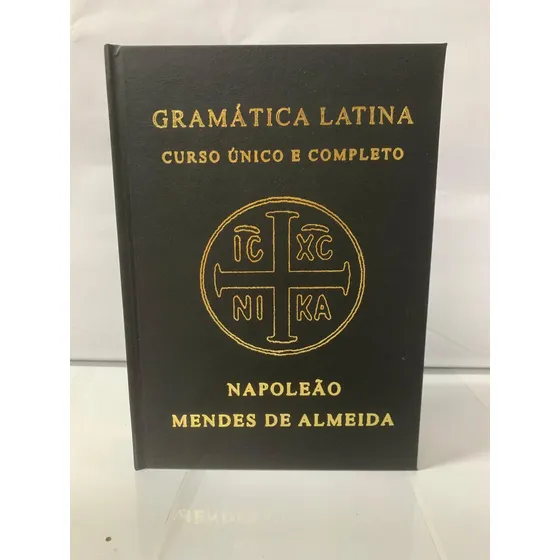 GRAMÁTICA LATINA
CURSO ÚNICO E COMPLETO
IC XC
NI KA
NAPOLEÃO
MENDES DE ALMEIDA